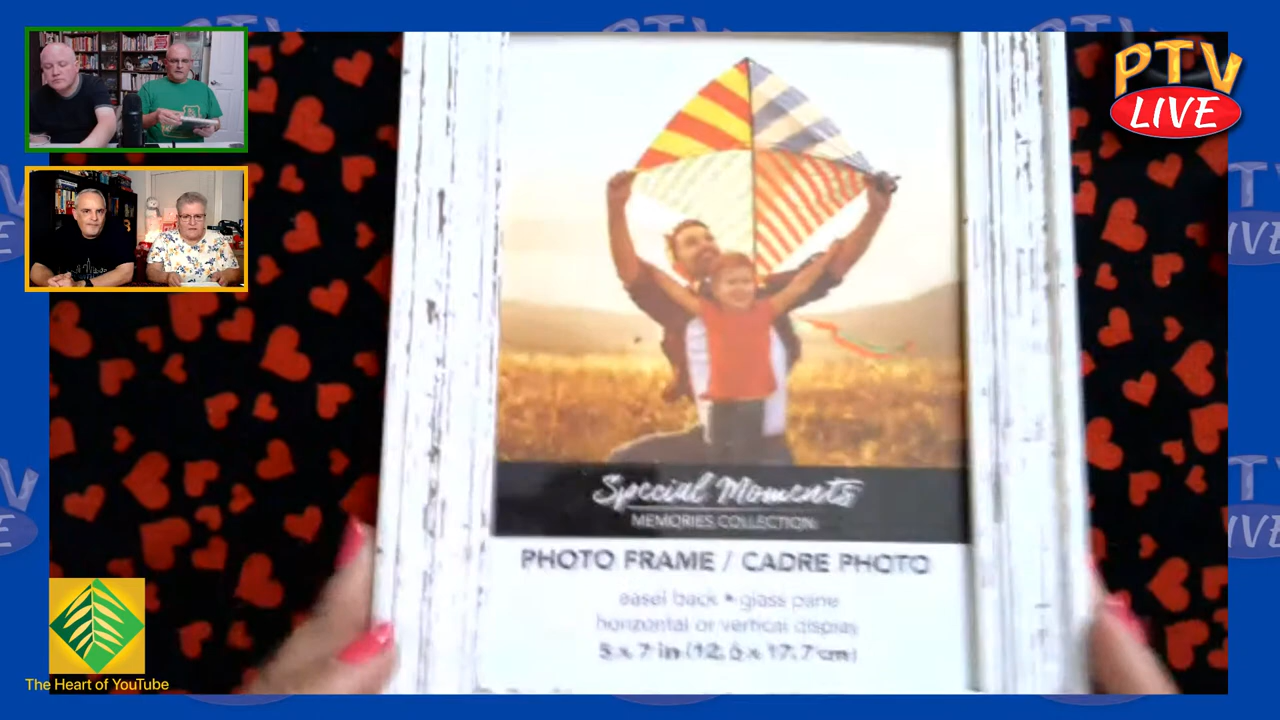 PTV
LIVE
Special Moments
MEMORIES COLLECTION
PHOTO FRAME / CADRE PHOTO
easel back • glass pane
horizontal or vertical display
5 x 7 in (12,6 x 17,7 cm)
The Heart of YouTube